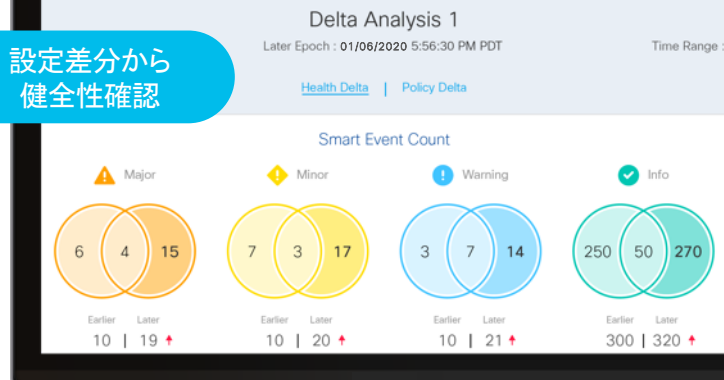 Delta Analysis 1
Later Epoch : 01/06/2020 5:56:30 PM PDT
Time Range :
設定差分から
健全性確認
Health Delta | Policy Delta
Smart Event Count
Major
Minor
Warning
Info
6 4 15
7 3 17
3 7 14
250 50 270
Earlier Later
Earlier Later
Earlier Later
Earlier Later
10 | 19
10 | 20
10 | 21
300 | 320